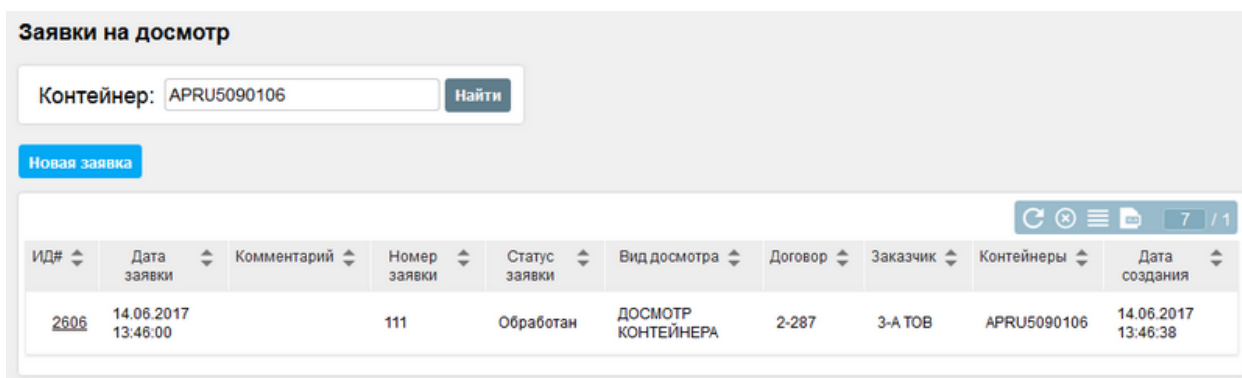 Заявки на досмотр
Контейнер: APRU5090106 Найти
Новая заявка
7 / 1
ИД# Дата заявки Комментарий Номер заявки Статус заявки Вид досмотра Договор Заказчик Контейнеры Дата создания
2606 14.06.2017 13:46:00 111 Обработан ДОСМОТР КОНТЕЙНЕРА 2-287 3-А ТОВ APRU5090106 14.06.2017 13:46:38